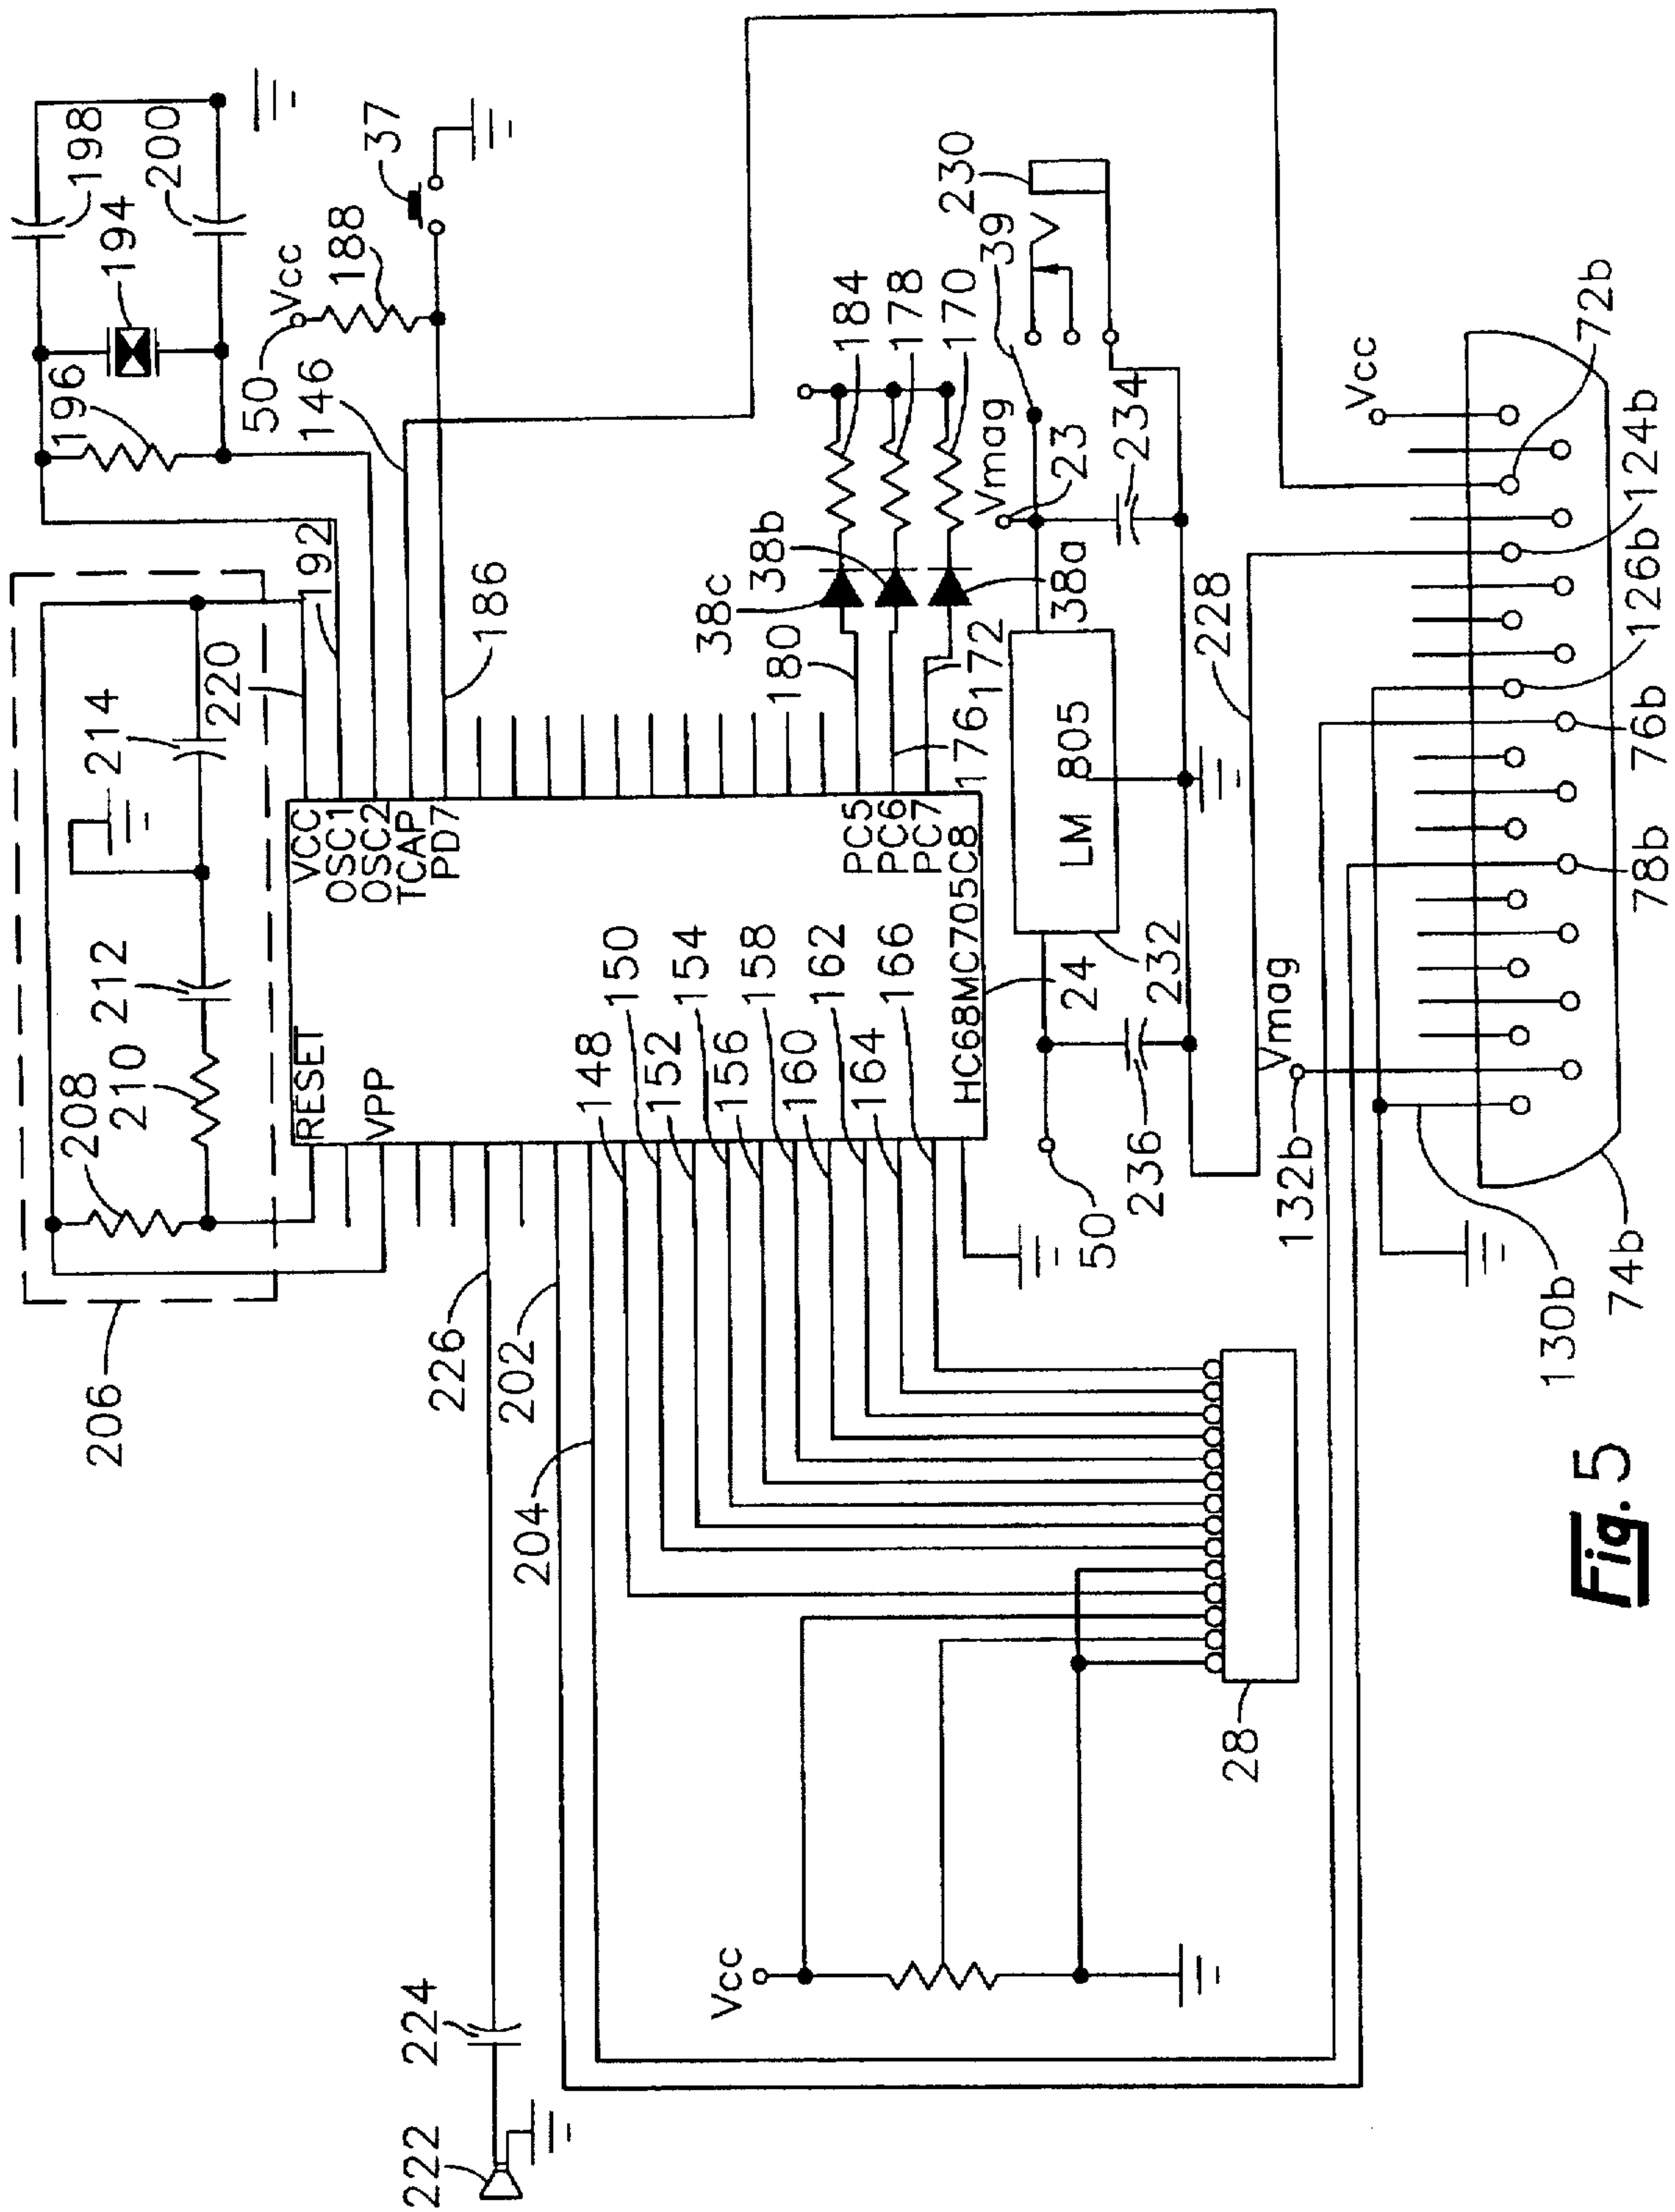 206
208
210
212
214
220
192
196
194
198
200
50
Vcc
188
37
146
186
RESET
VPP
VCC
OSC1
OSC2
TCAP
PD7
PC5
PC6
PC7
HC68MC705C8
226
202
204
148
150
152
154
156
158
160
162
164
166
24
180
176
172
38c
38b
38a
184
178
170
222
224
Vcc
28
50
236
232
LM 805
Vmag
23
234
39
V
230
228
132b
Vmag
Vcc
130b
74b
78b
76b
126b
124b
72b
Fig. 5